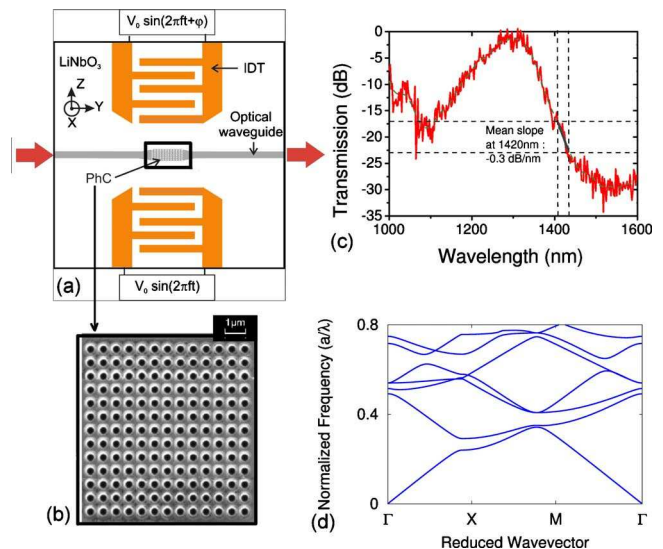 V₀ sin(2πft+φ)
LiNbO₃
Z
Y
X
IDT
Optical
waveguide
PhC
V₀ sin(2πft)
(a)
1µm
(b)
0
-5
-10
-15
-20
-25
-30
-35
Transmission (dB)
Mean slope
at 1420nm :
-0.3 dB/nm
(c)
1000 1200 1400 1600
Wavelength (nm)
0.8
0.4
0
Normalized Frequency (a/λ)
Γ X M Γ
(d)
Reduced Wavevector